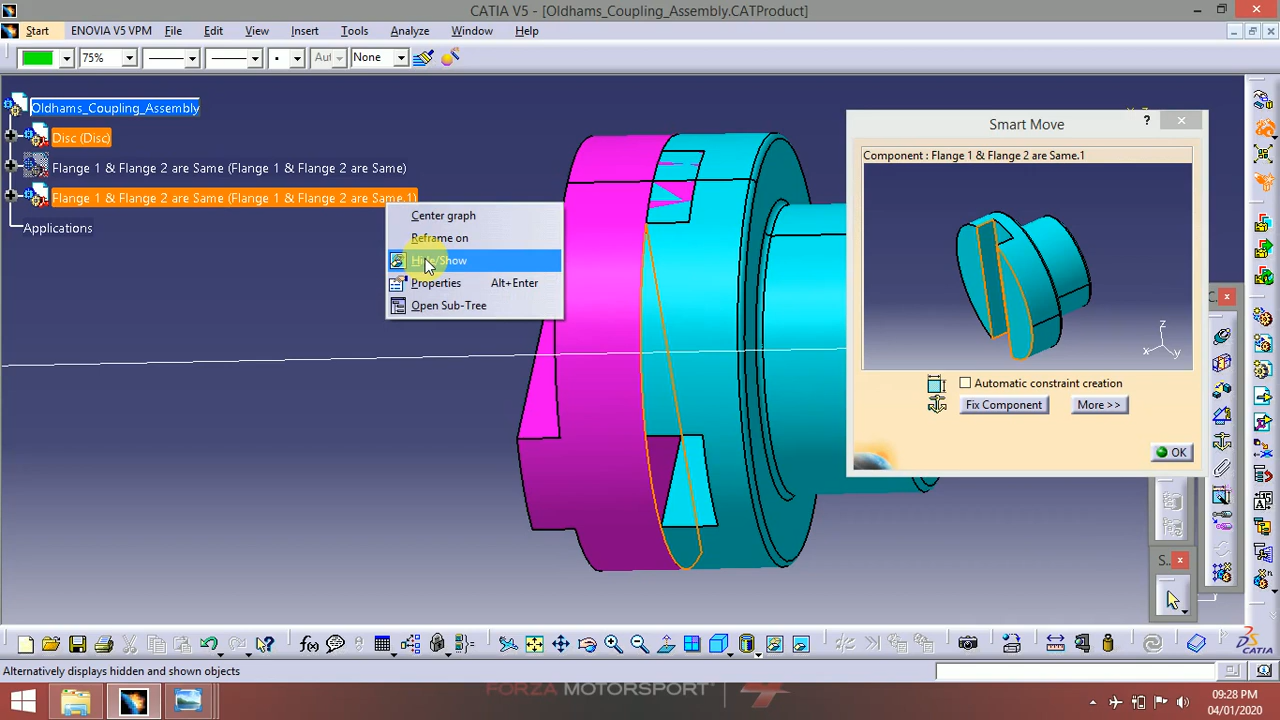 CATIA V5 - [Oldhams_Coupling_Assembly.CATProduct]
Start ENOVIA V5 VPM File Edit View Insert Tools Analyze Window Help
75% Aut None
Oldhams_Coupling_Assembly
Disc (Disc)
Flange 1 & Flange 2 are Same (Flange 1 & Flange 2 are Same)
Flange 1 & Flange 2 are Same (Flange 1 & Flange 2 are Same.1)
Applications
Center graph
Reframe on
Hide/Show
Properties Alt+Enter
Open Sub-Tree
Smart Move
Component : Flange 1 & Flange 2 are Same.1
z
x
y
Automatic constraint creation
Fix Component More >>
OK
C..
S..
f(x)
CATIA
Alternatively displays hidden and shown objects
FORZA MOTORSPORT
09:28 PM
04/01/2020